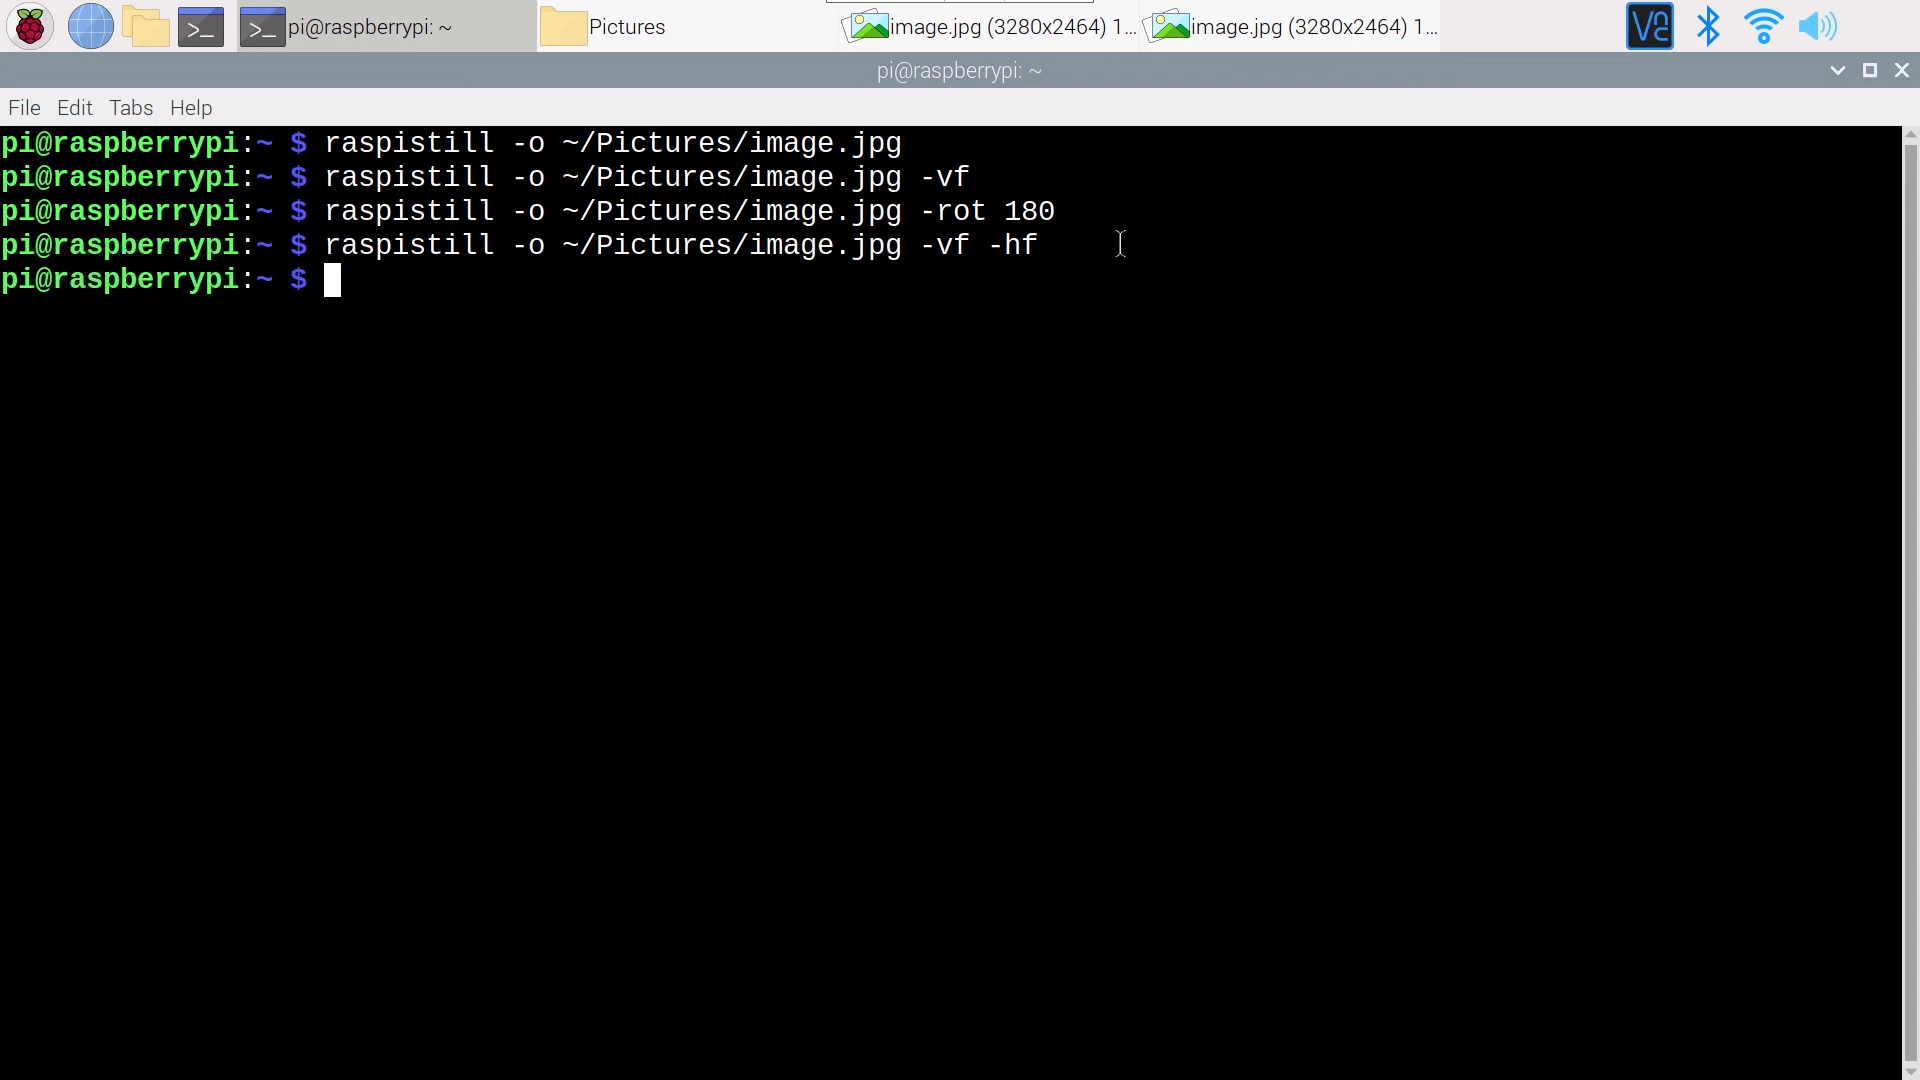 pi@raspberrypi: ~ Pictures image.jpg (3280x2464) 1... image.jpg (3280x2464) 1...
pi@raspberrypi: ~
File Edit Tabs Help
pi@raspberrypi:~ $ raspistill -o ~/Pictures/image.jpg
pi@raspberrypi:~ $ raspistill -o ~/Pictures/image.jpg -vf
pi@raspberrypi:~ $ raspistill -o ~/Pictures/image.jpg -rot 180
pi@raspberrypi:~ $ raspistill -o ~/Pictures/image.jpg -vf -hf
pi@raspberrypi:~ $